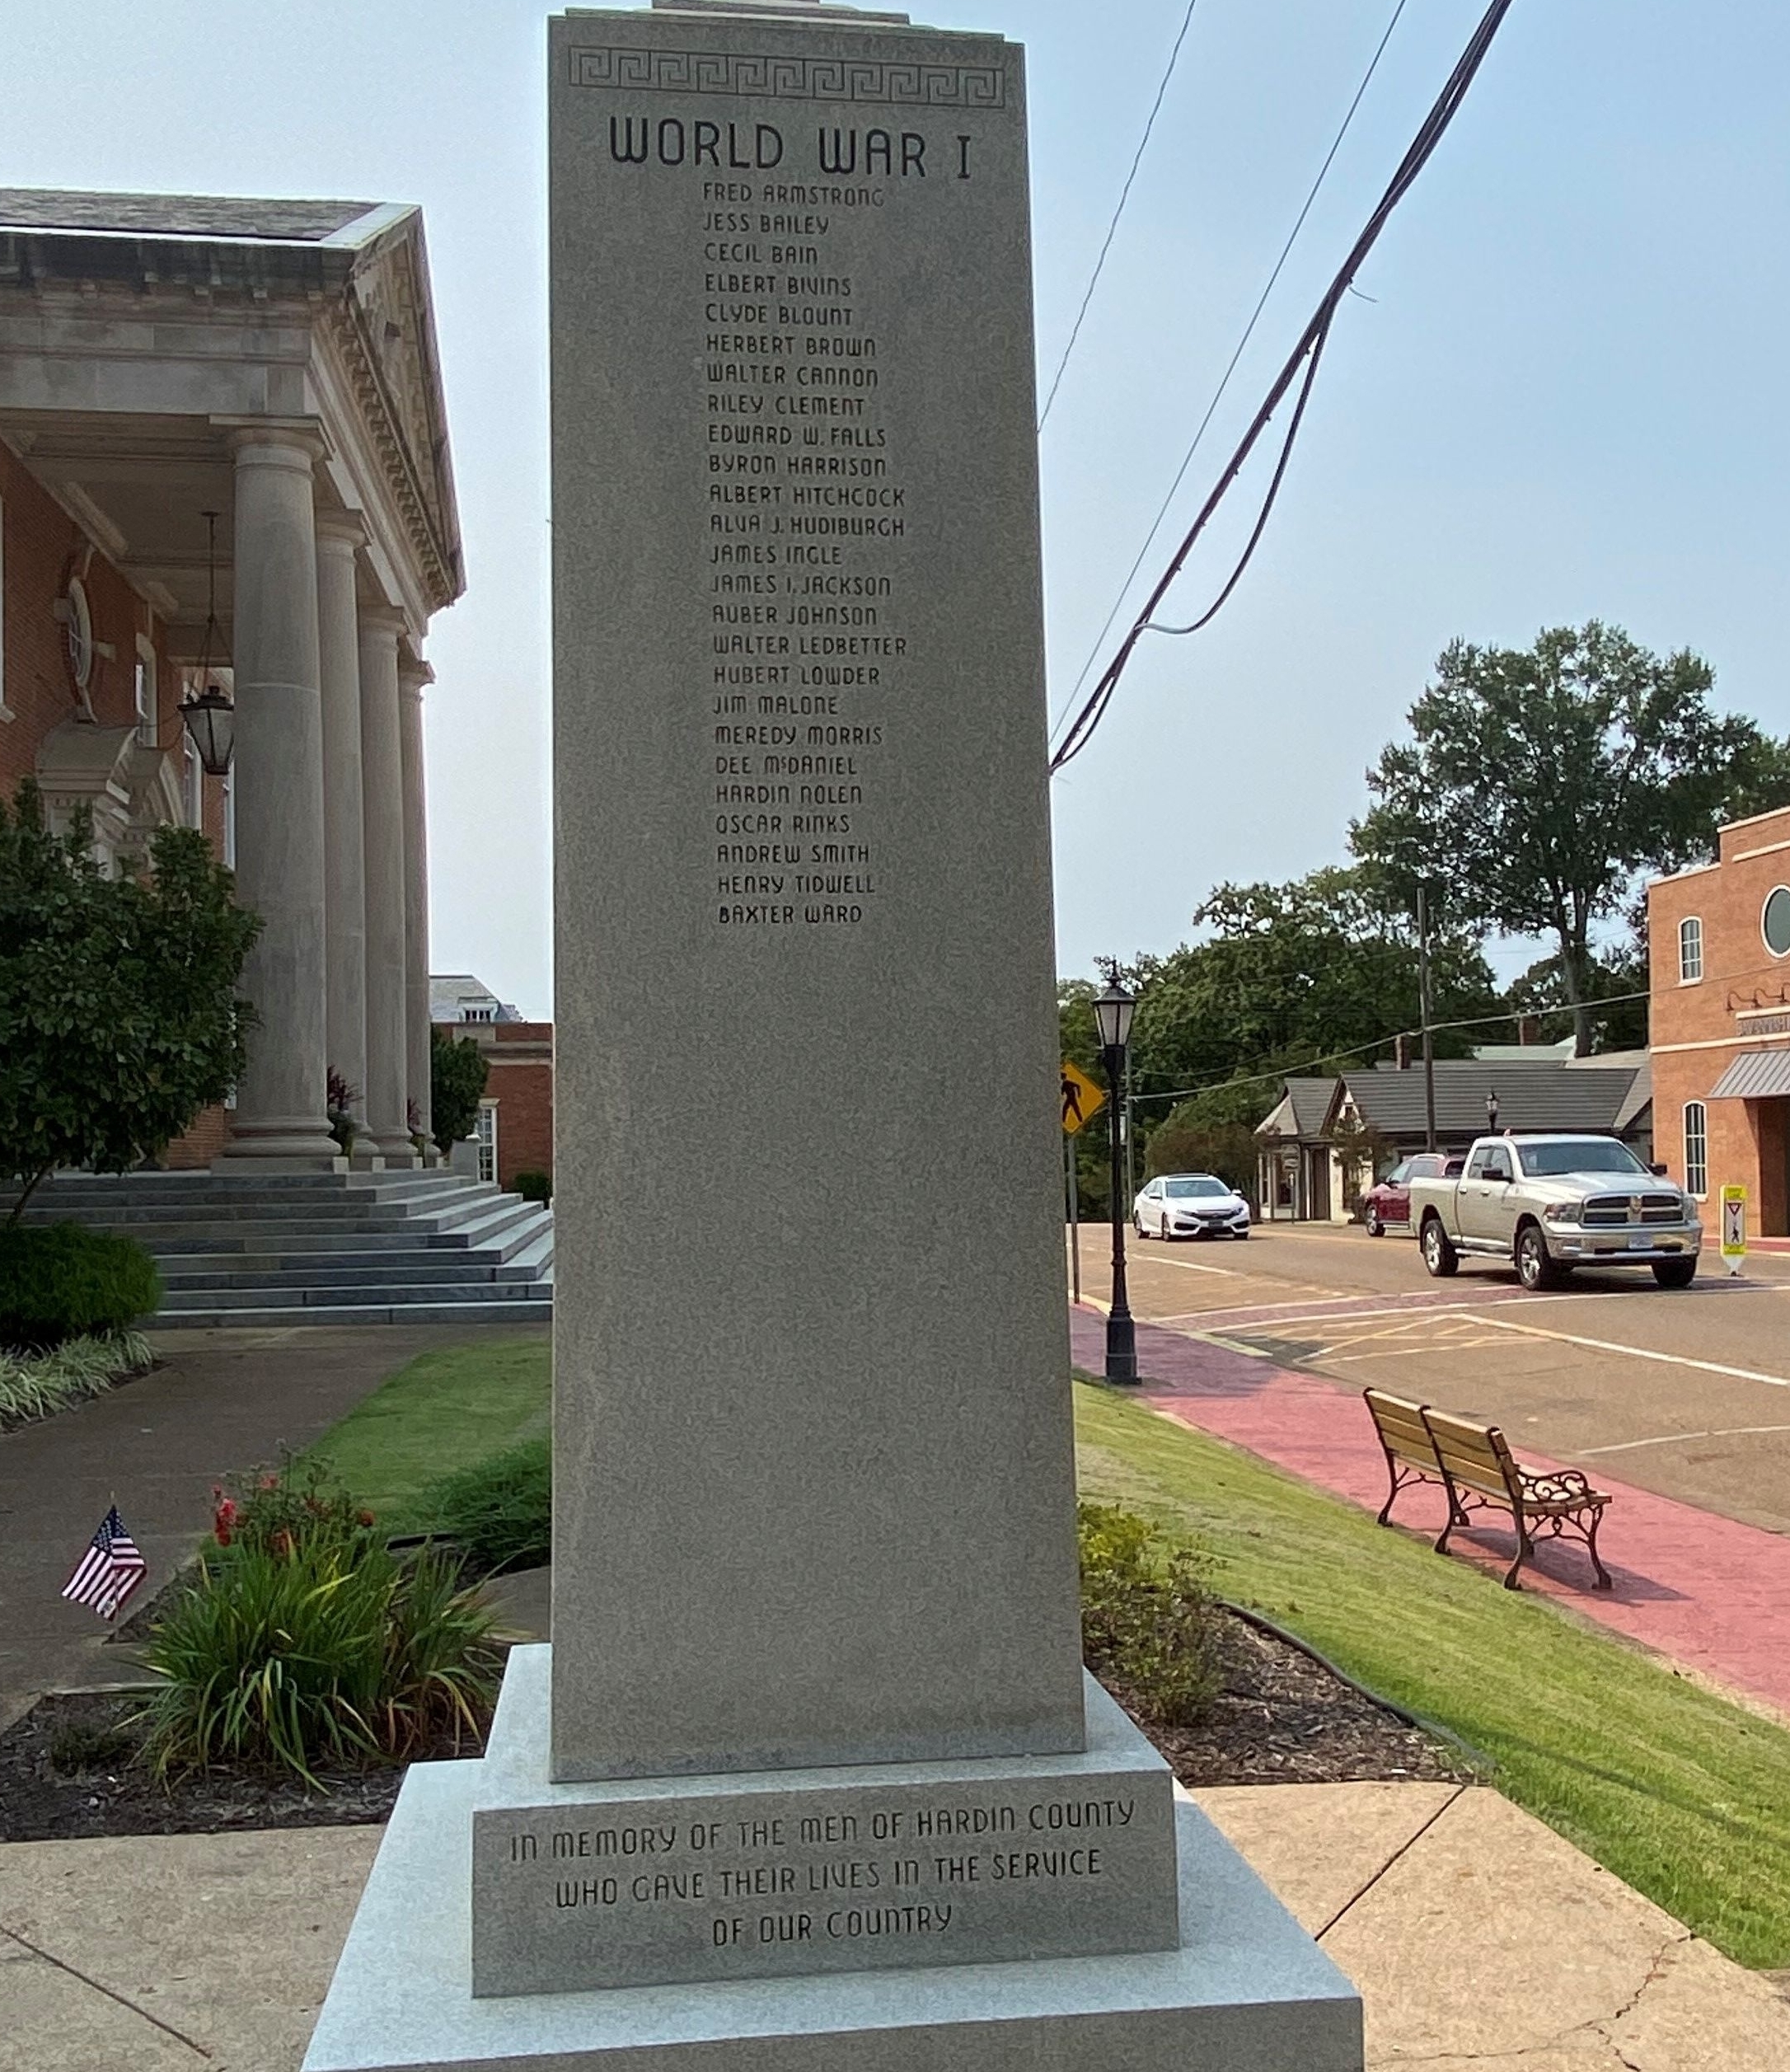 WORLD WAR I
FRED ARMSTRONG
JESS BAILEY
CECIL BAIN
ELBERT BIVINS
CLYDE BLOUNT
HERBERT BROWN
WALTER CANNON
RILEY CLEMENT
EDWARD W. FALLS
BYRON HARRISON
ALBERT HITCHCOCK
ALVA J. HUDIBURGH
JAMES INGLE
JAMES I. JACKSON
AUBER JOHNSON
WALTER LEDBETTER
HUBERT LOWDER
JIM MALONE
MEREDY MORRIS
DEE McDANIEL
HARDIN NOLEN
OSCAR RINKS
ANDREW SMITH
HENRY TIDWELL
BAXTER WARD
IN MEMORY OF THE MEN OF HARDIN COUNTY
WHO GAVE THEIR LIVES IN THE SERVICE
OF OUR COUNTRY